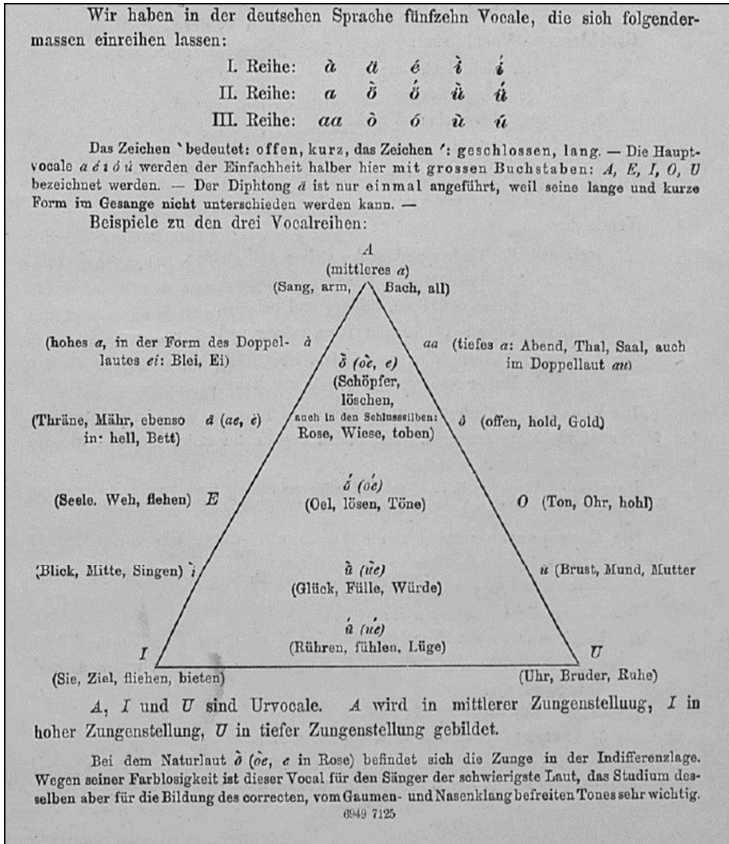 Wir haben in der deutschen Sprache fünfzehn Vocale, die sich folgender-
massen einreihen lassen:
I. Reihe: à ä é ì í
II. Reihe: a ö̀ ö́ ǜ ǘ
III. Reihe: aa ò ó ù ú
Das Zeichen ` bedeutet: offen, kurz, das Zeichen ´: geschlossen, lang. — Die Haupt-
vocale a é i ó ú werden der Einfachheit halber hier mit grossen Buchstaben: A, E, I, O, U
bezeichnet werden. — Der Diphtong ä ist nur einmal angeführt, weil seine lange und kurze
Form im Gesange nicht unterschieden werden kann. —
Beispiele zu den drei Vocalreihen:
A
(mittleres a)
(Sang, arm, Bach, all)
(hohes a, in der Form des Doppel- à aa (tiefes a: Abend, Thal, Saal, auch
lautes ei: Blei, Ei) im Doppellaut au)
ö̀ (òe, e)
(Schöpfer,
löschen,
auch in den Schlusssilben:
Rose, Wiese, toben)
(Thräne, Mähr, ebenso ä (ae, è) ò (offen, hold, Gold)
in: hell, Bett)
ö́ (óe)
(Oel, lösen, Töne)
(Seele. Weh, flehen) E O (Ton, Ohr, hohl)
(Blick, Mitte, Singen) ì ù (Brust, Mund, Mutter
ǜ (ùe)
(Glück, Fülle, Würde)
ǘ (úe)
(Rühren, fühlen, Lüge)
I U
(Sie, Ziel, fliehen, bieten) (Uhr, Bruder, Ruhe)
A, I und U sind Urvocale. A wird in mittlerer Zungenstelluug, I in
hoher Zungenstellung, U in tiefer Zungenstellung gebildet.
Bei dem Naturlaut ö̀ (òe, e in Rose) befindet sich die Zunge in der Indifferenzlage.
Wegen seiner Farblosigkeit ist dieser Vocal für den Sänger der schwierigste Laut, das Studium des-
selben aber für die Bildung des correcten, vom Gaumen- und Nasenklang befreiten Tones sehr wichtig.
6949 7125